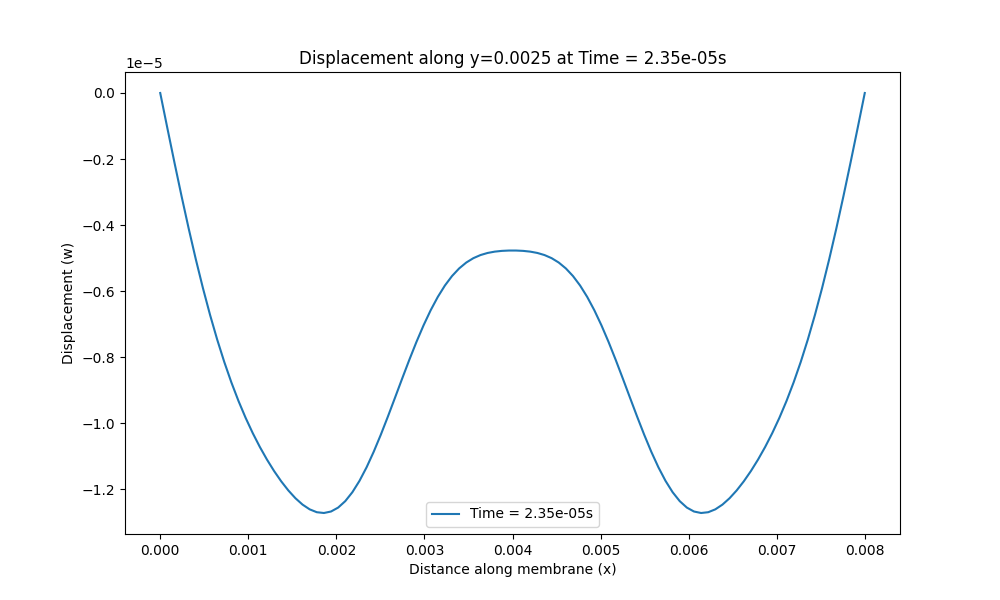 Displacement along y=0.0025 at Time = 2.35e-05s
1e−5
0.0
−0.2
−0.4
−0.6
−0.8
−1.0
−1.2
Displacement (w)
Time = 2.35e-05s
0.000 0.001 0.002 0.003 0.004 0.005 0.006 0.007 0.008
Distance along membrane (x)